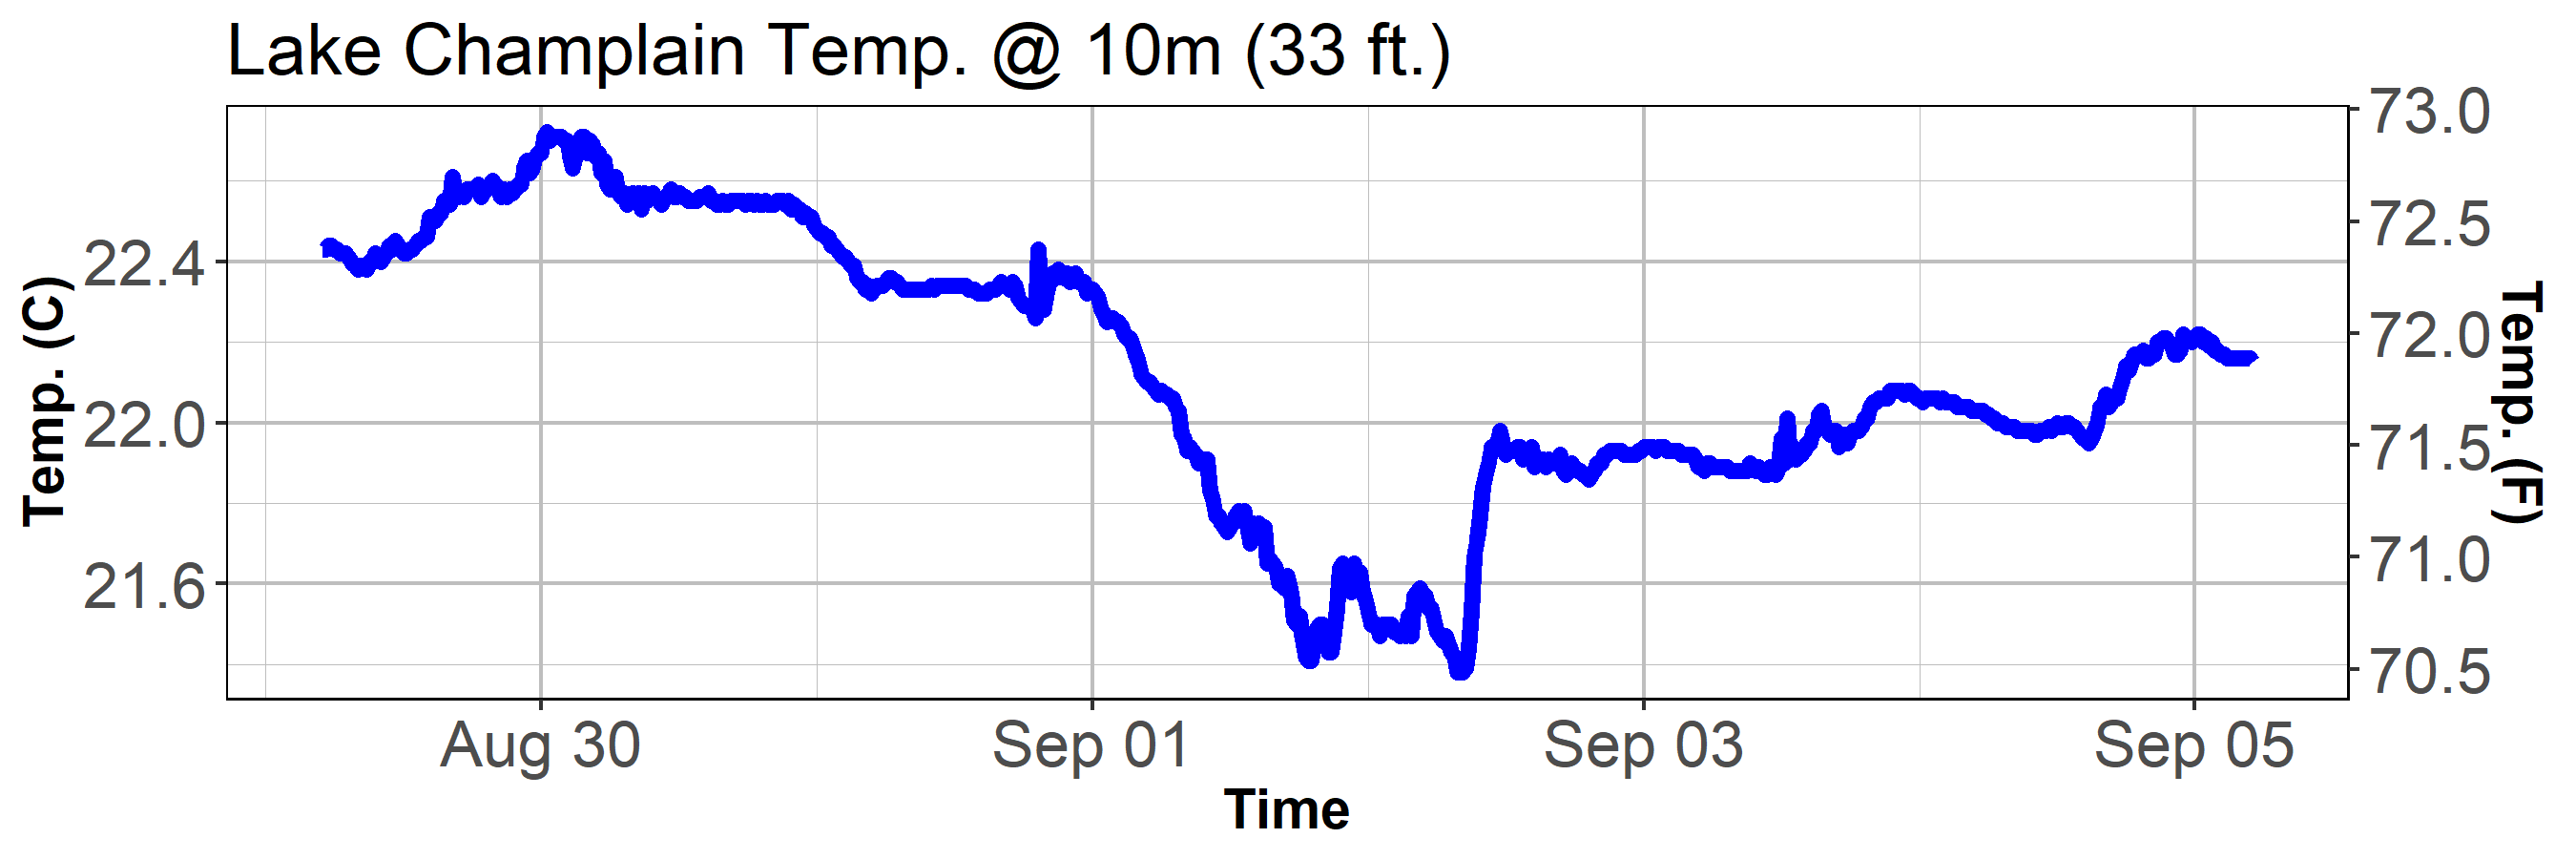 Lake Champlain Temp. @ 10m (33 ft.)
Temp. (C)
22.4
22.0
21.6
73.0
72.5
72.0
71.5
71.0
70.5
Temp. (F)
Aug 30
Sep 01
Sep 03
Sep 05
Time